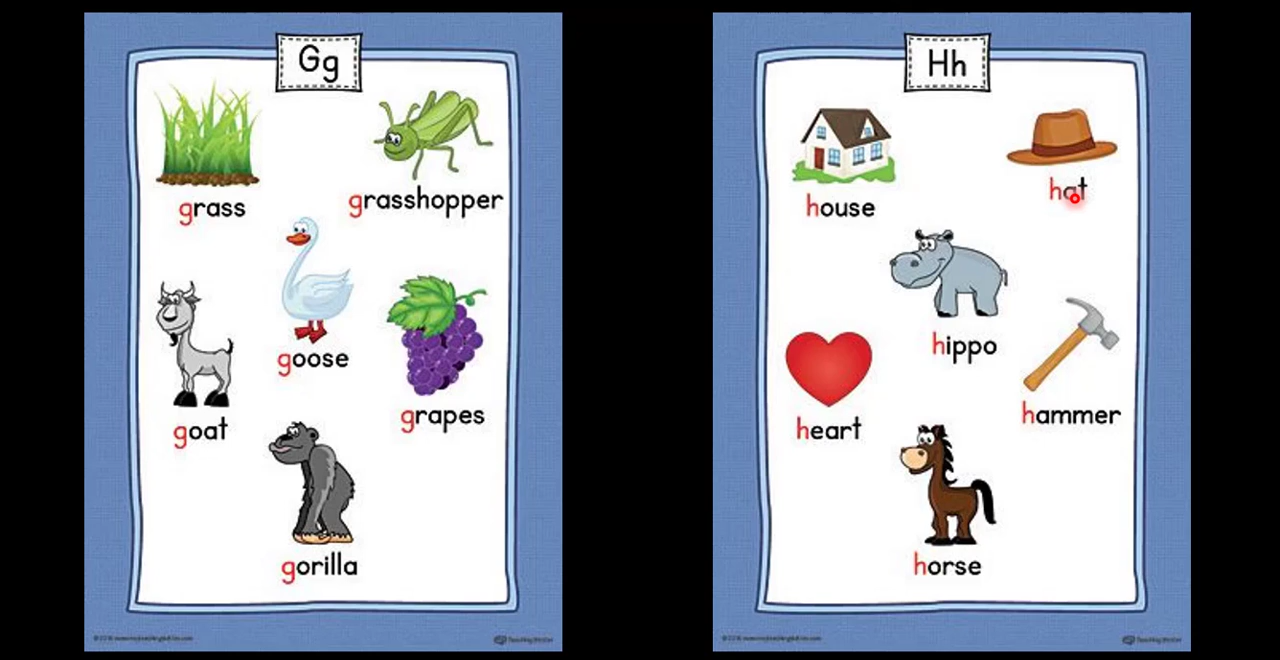 Gg
grass
grasshopper
goose
goat
grapes
gorilla
Hh
house
hat
hippo
heart
hammer
horse